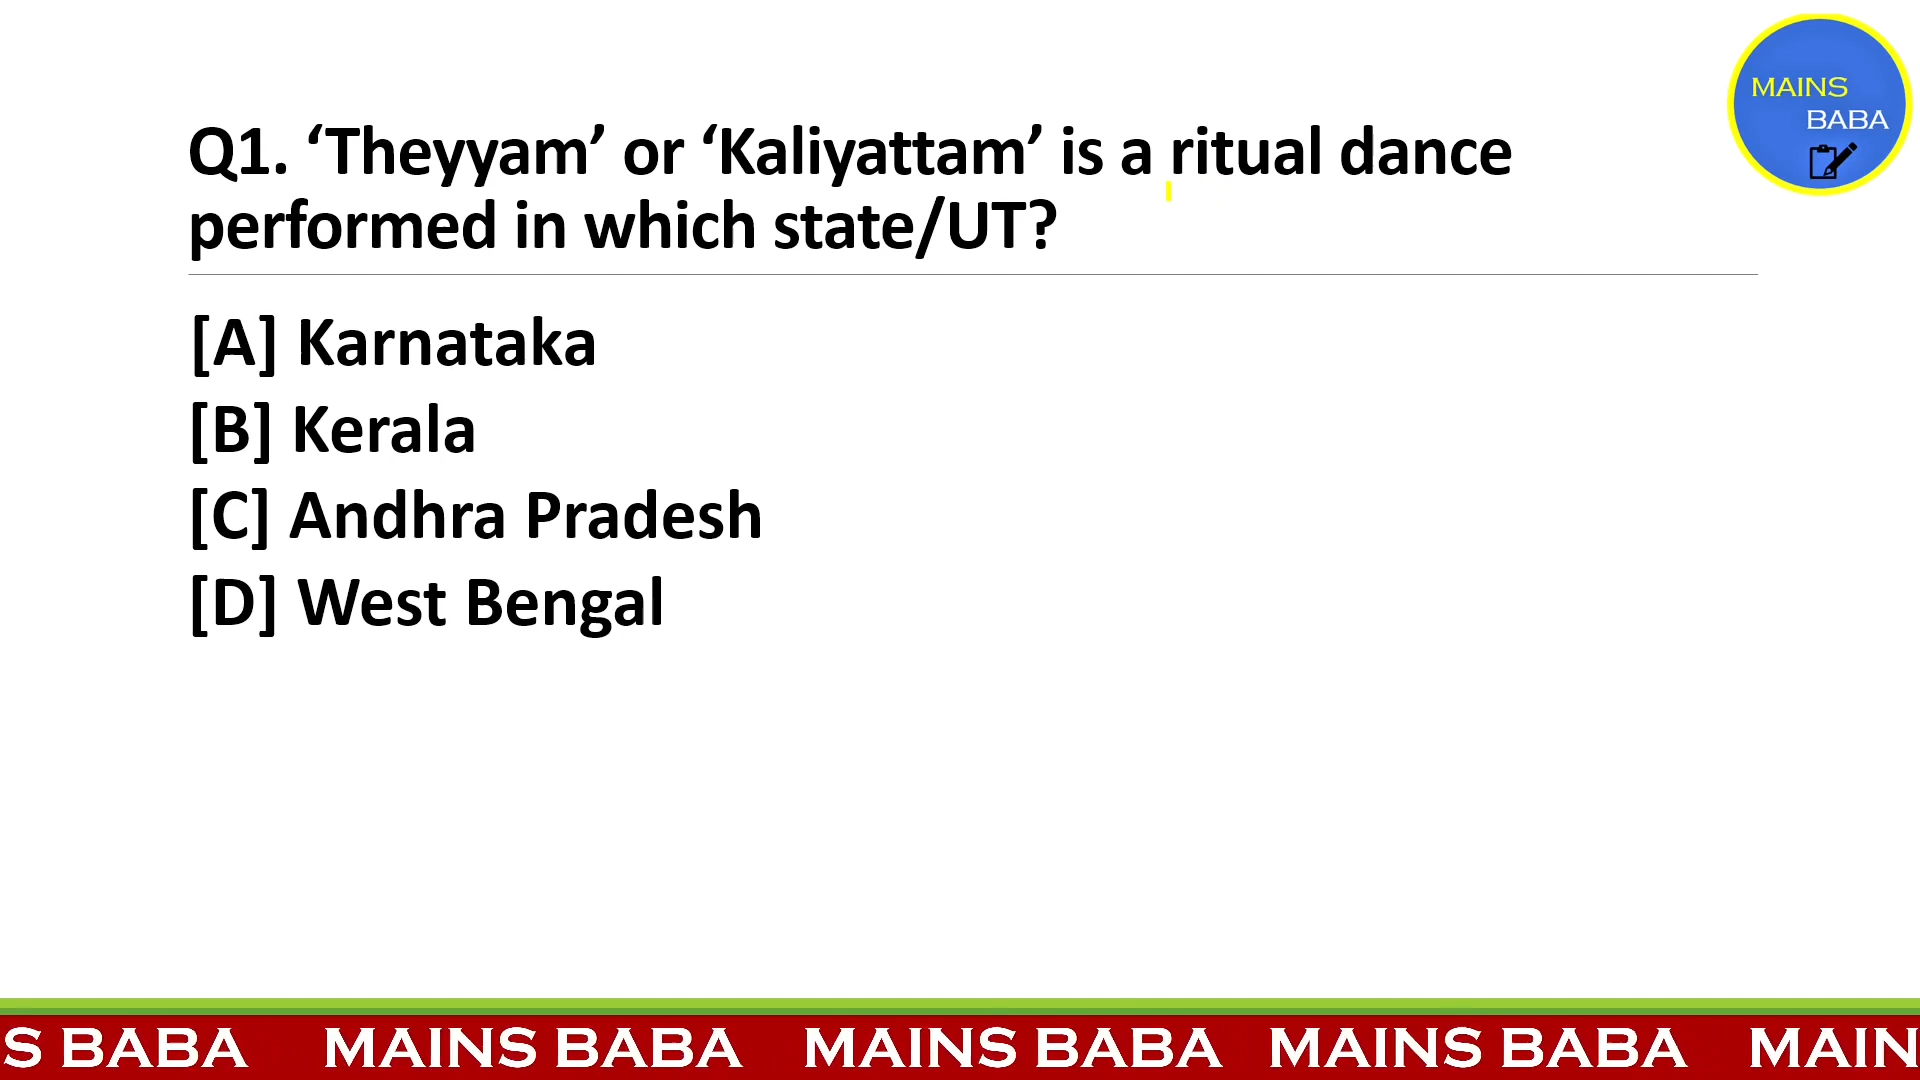 MAINS
BABA
Q1. ‘Theyyam’ or ‘Kaliyattam’ is a ritual dance
performed in which state/UT?
[A] Karnataka
[B] Kerala
[C] Andhra Pradesh
[D] West Bengal
S BABA MAINS BABA MAINS BABA MAINS BABA MAIN